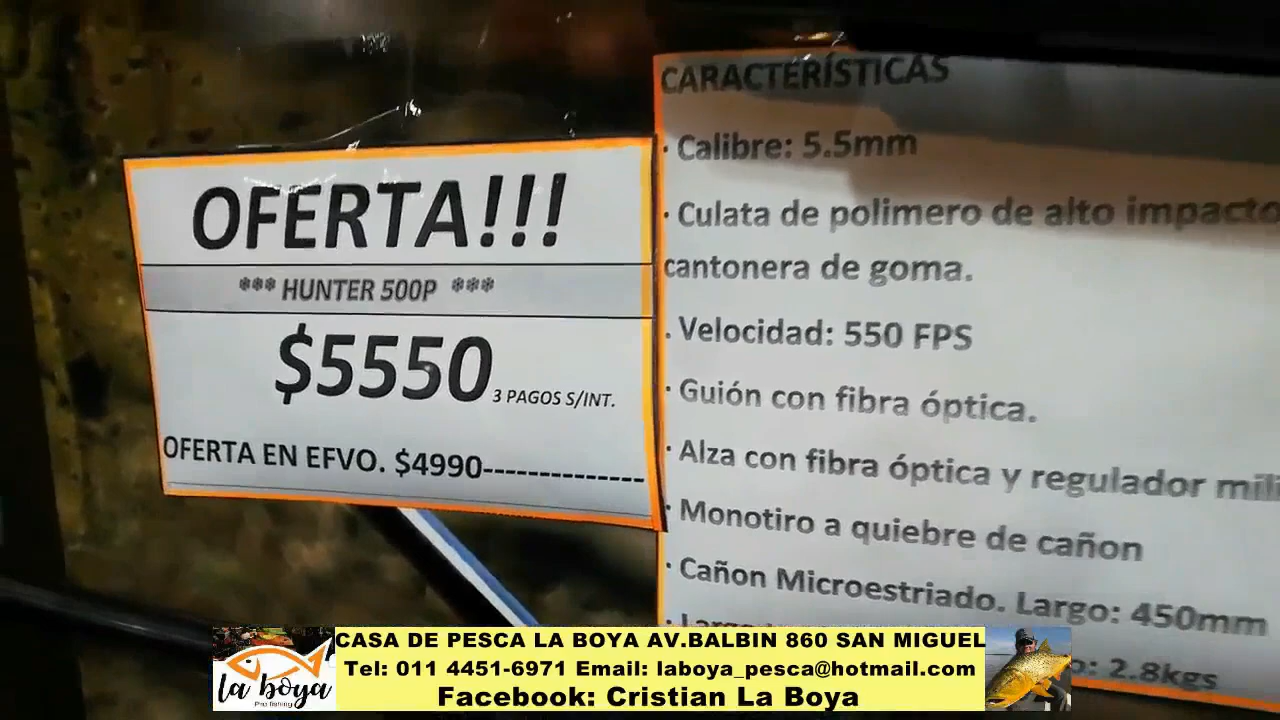 OFERTA!!!
*** HUNTER 500P ***
$5550 3 PAGOS S/INT.
OFERTA EN EFVO. $4990--------------
CARACTERÍSTICAS
· Calibre: 5.5mm
· Culata de polimero de alto impacto
cantonera de goma.
. Velocidad: 550 FPS
· Guión con fibra óptica.
· Alza con fibra óptica y regulador
· Monotiro a quiebre de cañon
· Cañon Microestriado. Largo: 450mm
: 2.8kgs
la boya
Pro fishing
CASA DE PESCA LA BOYA AV.BALBIN 860 SAN MIGUEL
Tel: 011 4451-6971 Email: laboya_pesca@hotmail.com
Facebook: Cristian La Boya